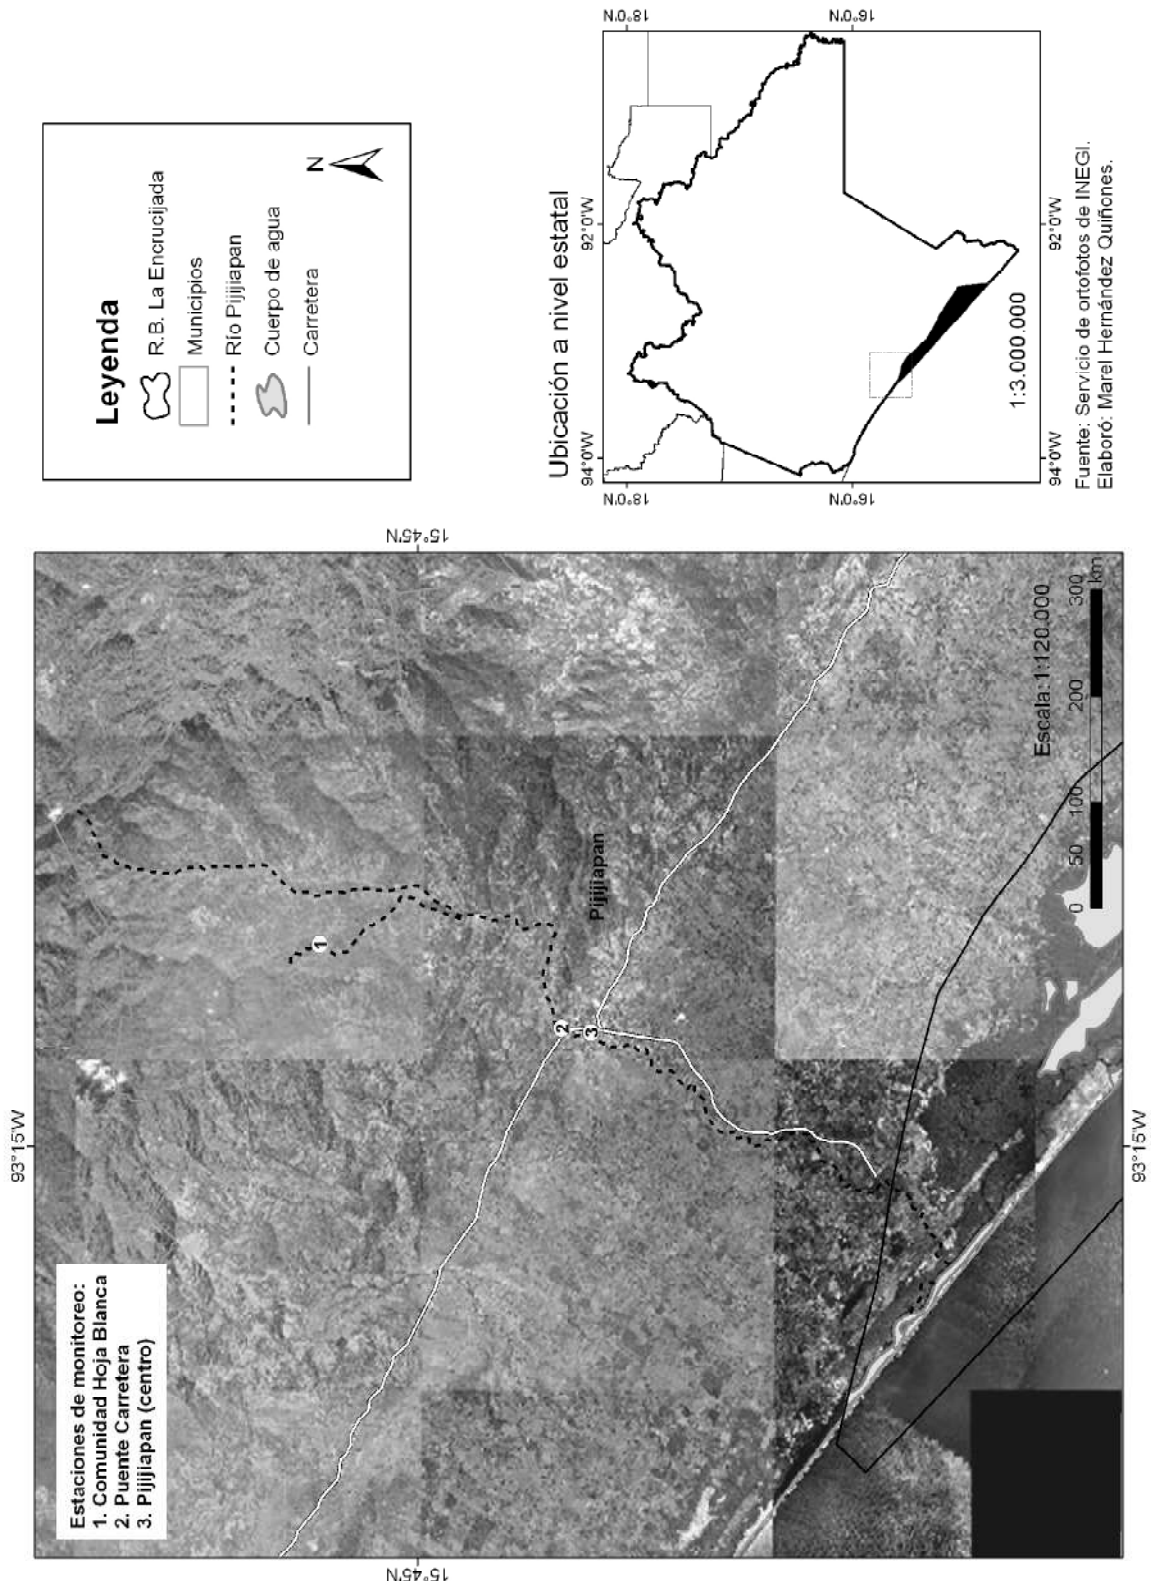 Estaciones de monitoreo:
1. Comunidad Hoja Blanca
2. Puente Carretera
3. Pijijiapan (centro)
93°15'W
15°45'N
1
2
3
Pijijiapan
Escala:1:120.000
0 50 100 200 300
km
15°45'N
93°15'W
Leyenda
R.B. La Encrucijada
Municipios
Río Pijijiapan
Cuerpo de agua
Carretera
N
Ubicación a nivel estatal
94°0'W
92°0'W
18°0'N
18°0'N
16°0'N
16°0'N
94°0'W
92°0'W
1:3.000.000
Fuente: Servicio de ortofotos de INEGI.
Elaboró: Marel Hernández Quiñones.